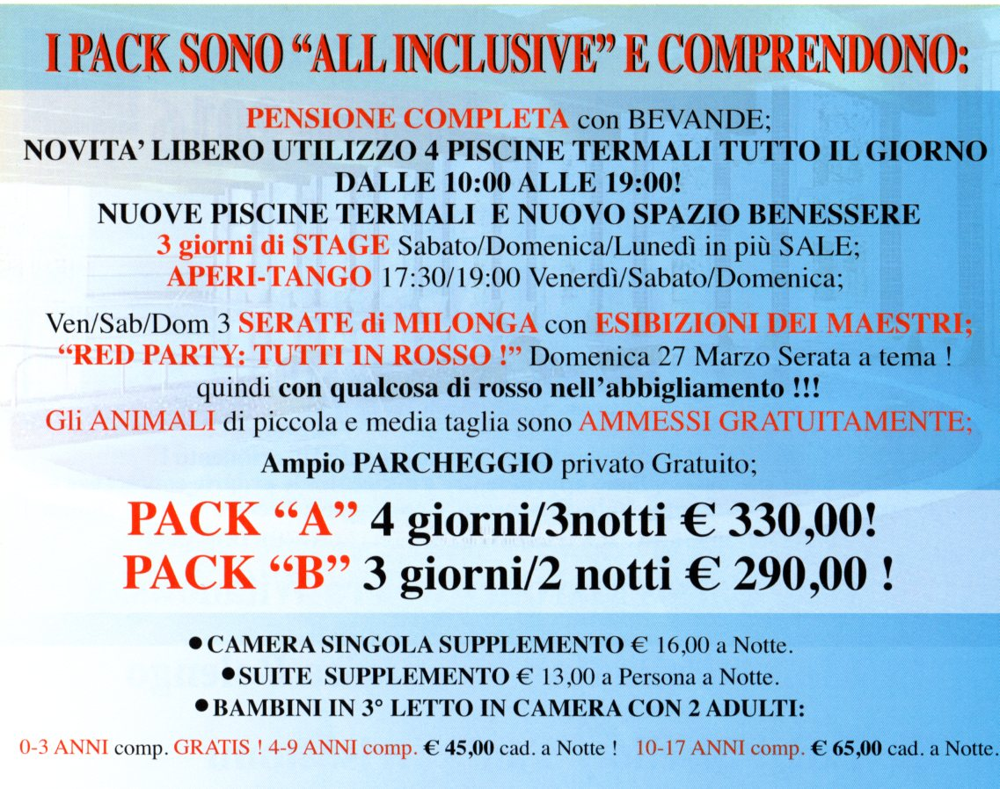 I PACK SONO “ALL INCLUSIVE” E COMPRENDONO:
PENSIONE COMPLETA con BEVANDE;
NOVITA’ LIBERO UTILIZZO 4 PISCINE TERMALI TUTTO IL GIORNO
DALLE 10:00 ALLE 19:00!
NUOVE PISCINE TERMALI E NUOVO SPAZIO BENESSERE
3 giorni di STAGE Sabato/Domenica/Lunedì in più SALE;
APERI-TANGO 17:30/19:00 Venerdì/Sabato/Domenica;
Ven/Sab/Dom 3 SERATE di MILONGA con ESIBIZIONI DEI MAESTRI;
“RED PARTY: TUTTI IN ROSSO !” Domenica 27 Marzo Serata a tema !
quindi con qualcosa di rosso nell’abbigliamento !!!
Gli ANIMALI di piccola e media taglia sono AMMESSI GRATUITAMENTE;
Ampio PARCHEGGIO privato Gratuito;
PACK “A” 4 giorni/3notti € 330,00!
PACK “B” 3 giorni/2 notti € 290,00 !
●CAMERA SINGOLA SUPPLEMENTO € 16,00 a Notte.
●SUITE SUPPLEMENTO € 13,00 a Persona a Notte.
●BAMBINI IN 3° LETTO IN CAMERA CON 2 ADULTI:
0-3 ANNI comp. GRATIS ! 4-9 ANNI comp. € 45,00 cad. a Notte ! 10-17 ANNI comp. € 65,00 cad. a Notte.